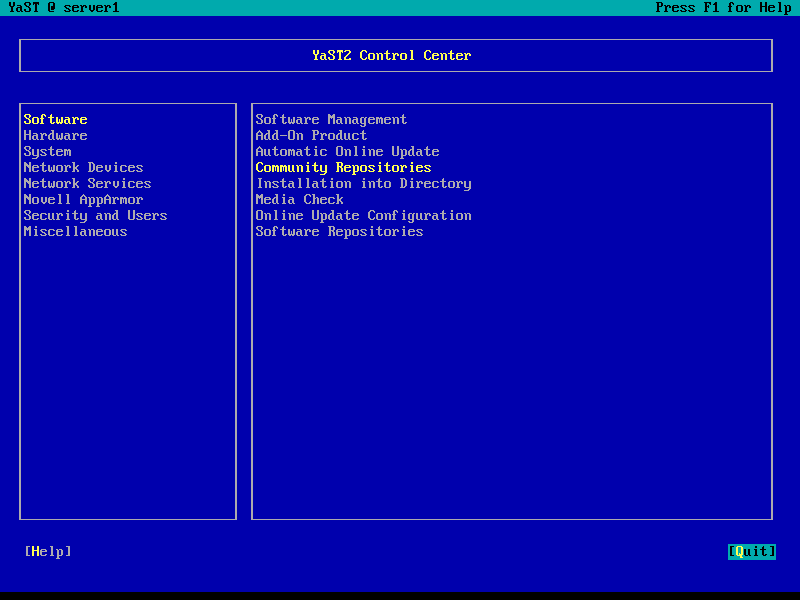 YaST @ server1 Press F1 for Help
YaST2 Control Center
Software
Hardware
System
Network Devices
Network Services
Novell AppArmor
Security and Users
Miscellaneous
Software Management
Add-On Product
Automatic Online Update
Community Repositories
Installation into Directory
Media Check
Online Update Configuration
Software Repositories
[Help] [Quit]